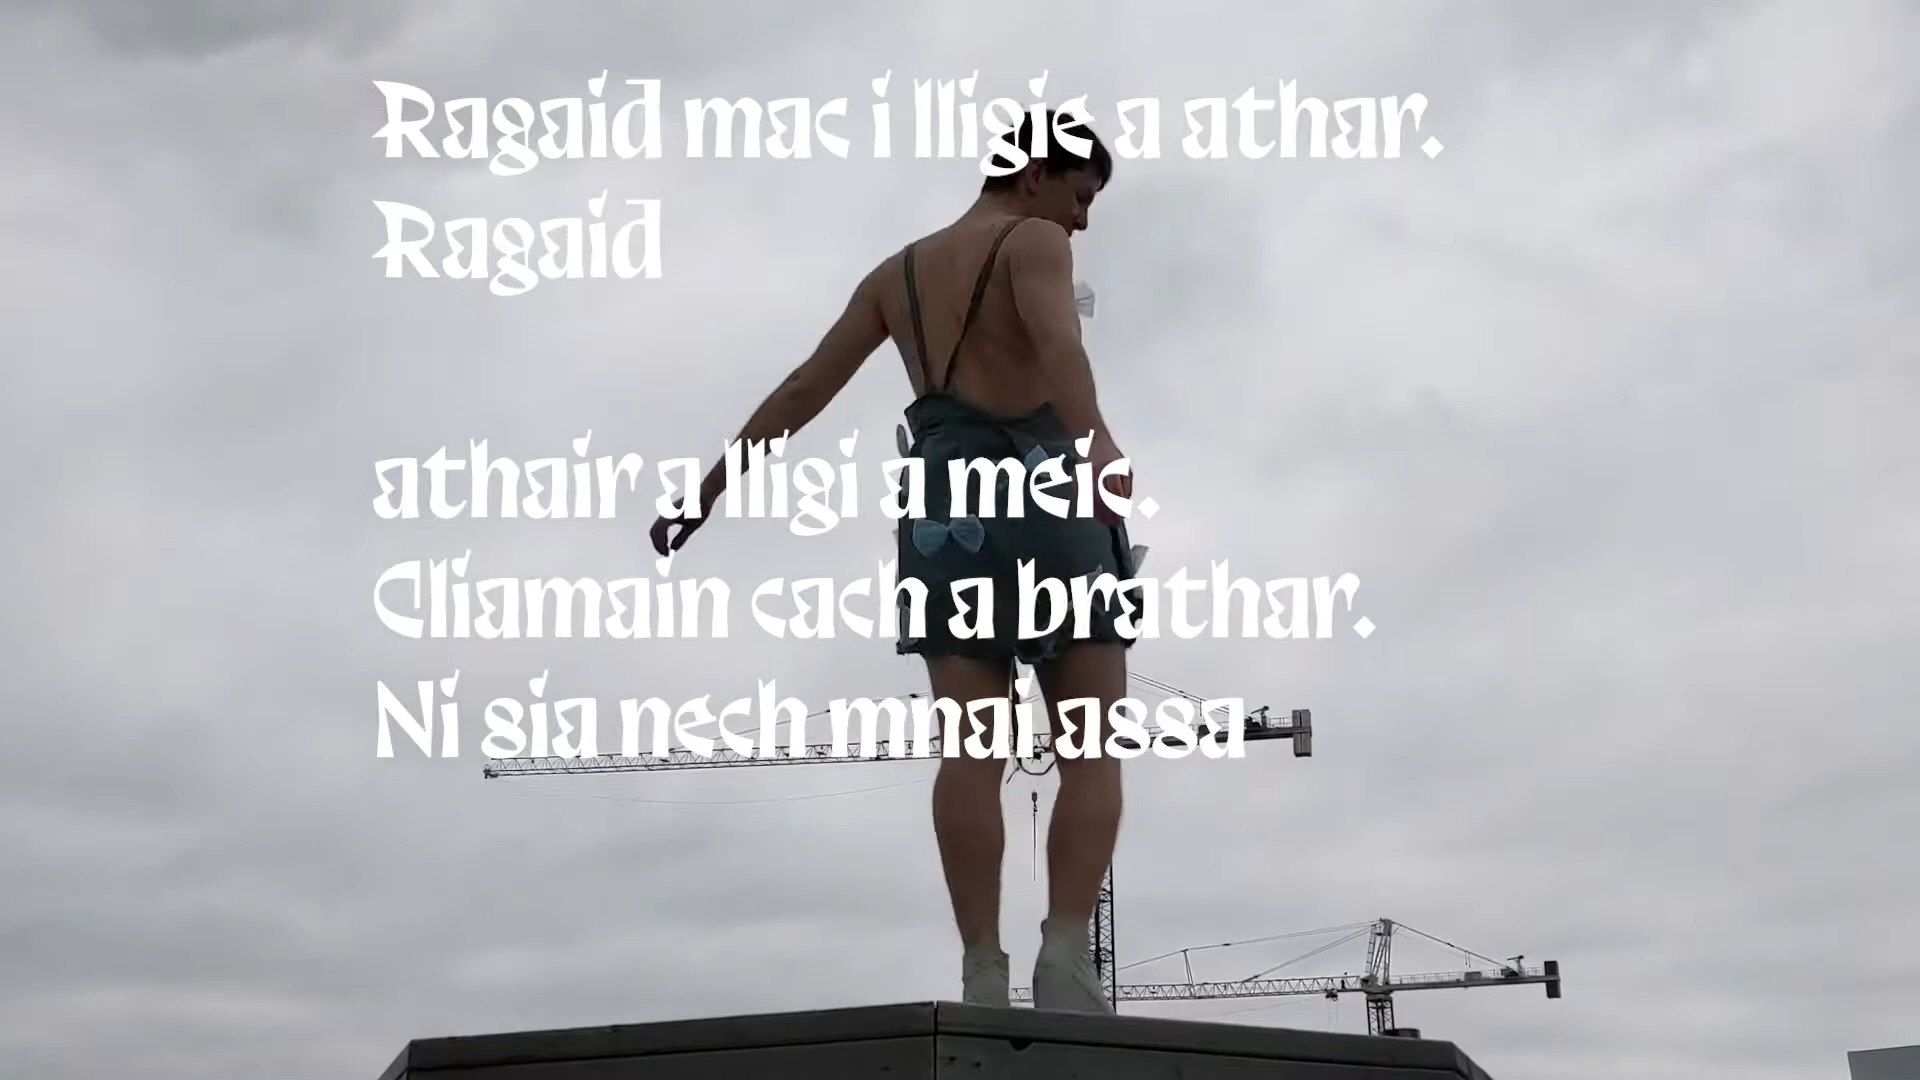 Ragaid mac i lligie a athar.
Ragaid
athair a lligi a meic.
Cliamain cach a brathar.
Ni sia nech mnai assa